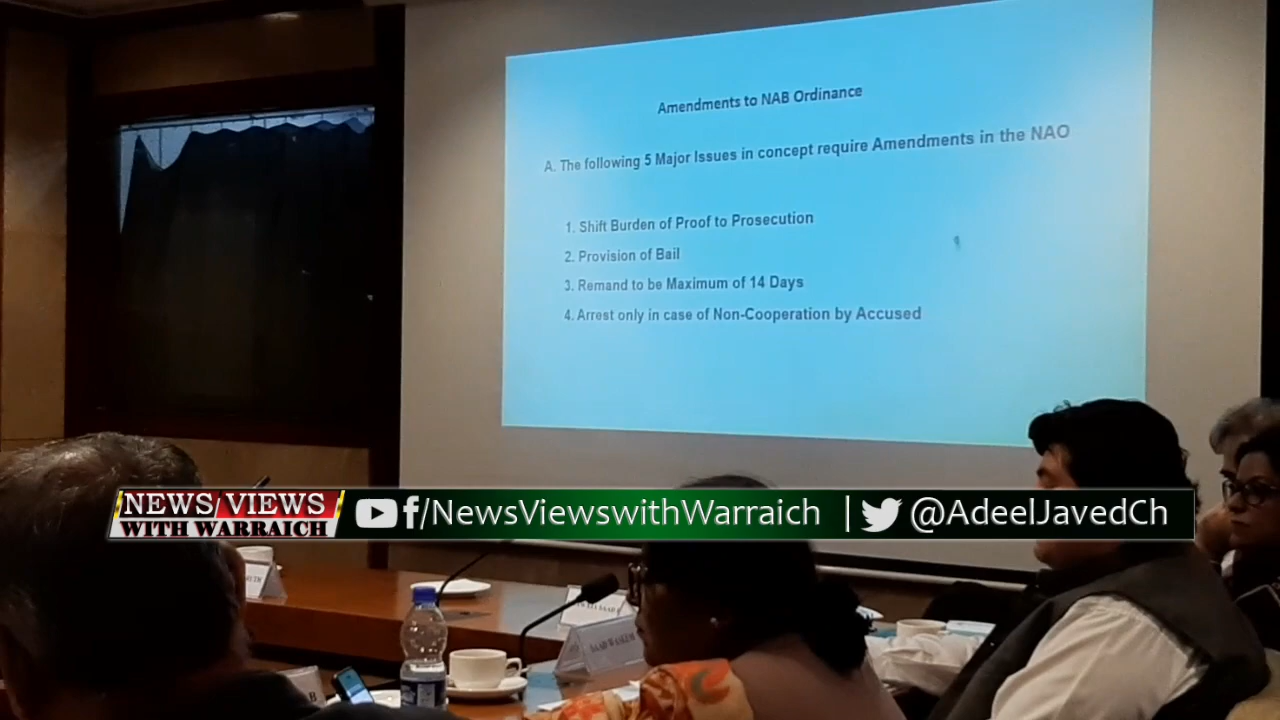 Amendments to NAB Ordinance
A. The following 5 Major Issues in concept require Amendments in the NAO
1. Shift Burden of Proof to Prosecution
2. Provision of Bail
3. Remand to be Maximum of 14 Days
4. Arrest only in case of Non-Cooperation by Accused
NEWS/VIEWS
WITH WARRAICH
/NewsViewswithWarraich | @AdeelJavedCh